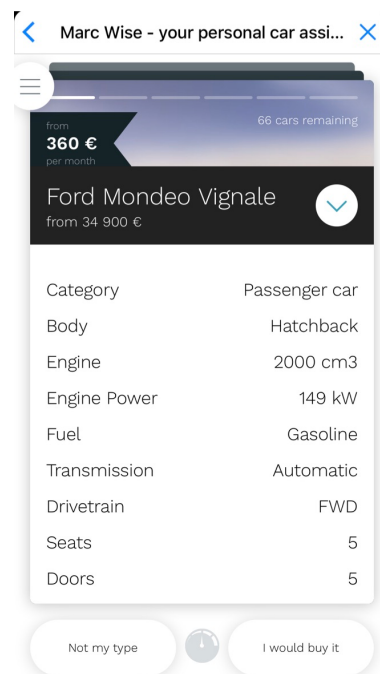 Marc Wise - your personal car assi...
from
360 €
per month
66 cars remaining
Ford Mondeo Vignale
from 34 900 €
Category Passenger car
Body Hatchback
Engine 2000 cm3
Engine Power 149 kW
Fuel Gasoline
Transmission Automatic
Drivetrain FWD
Seats 5
Doors 5
Not my type I would buy it